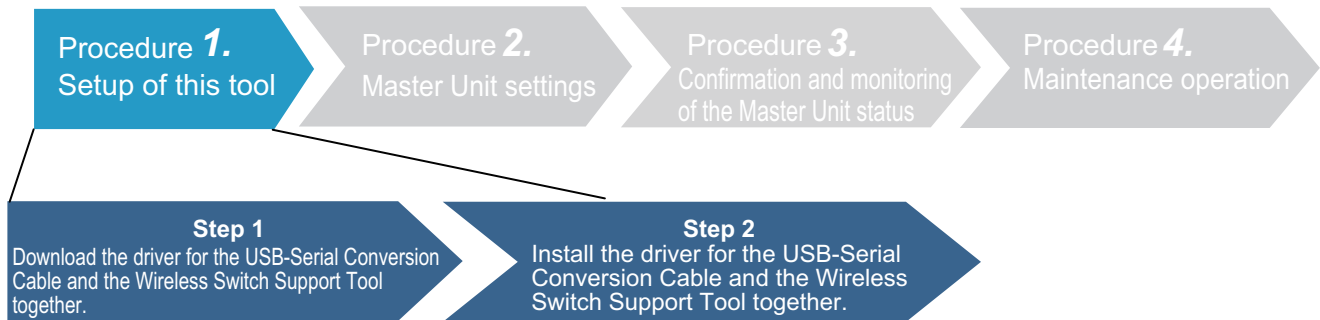 Procedure 1.
Setup of this tool
Procedure 2.
Master Unit settings
Procedure 3.
Confirmation and monitoring
of the Master Unit status
Procedure 4.
Maintenance operation
Step 1
Download the driver for the USB-Serial Conversion
Cable and the Wireless Switch Support Tool
together.
Step 2
Install the driver for the USB-Serial
Conversion Cable and the Wireless
Switch Support Tool together.